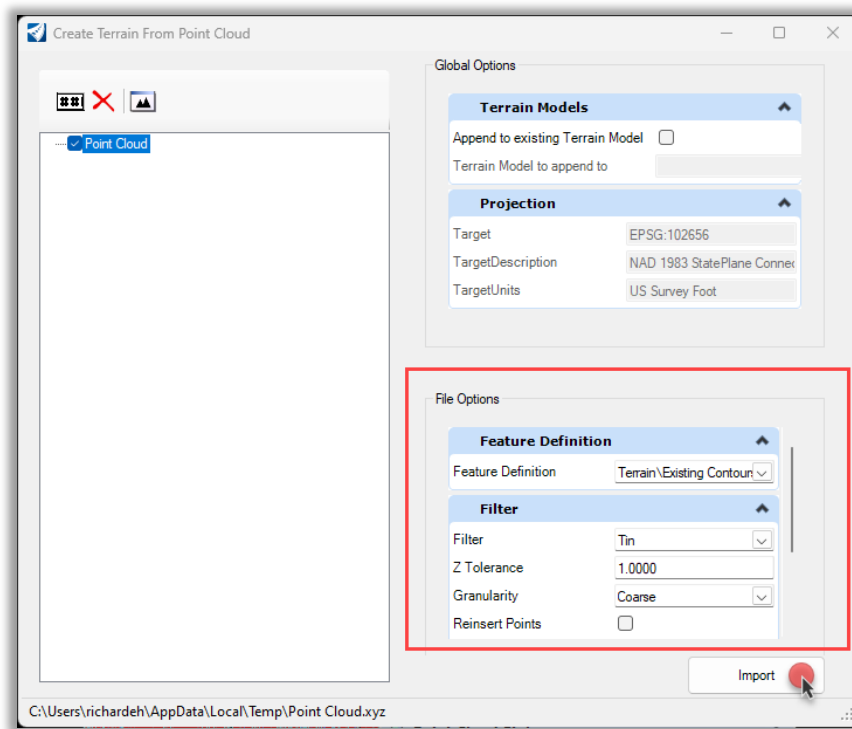 Create Terrain From Point Cloud
Point Cloud
Global Options
Terrain Models
Append to existing Terrain Model
Terrain Model to append to
Projection
Target EPSG:102656
TargetDescription NAD 1983 StatePlane Connec
TargetUnits US Survey Foot
File Options
Feature Definition
Feature Definition Terrain\Existing Contour
Filter
Filter Tin
Z Tolerance 1.0000
Granularity Coarse
Reinsert Points
Import
C:\Users\richardeh\AppData\Local\Temp\Point Cloud.xyz